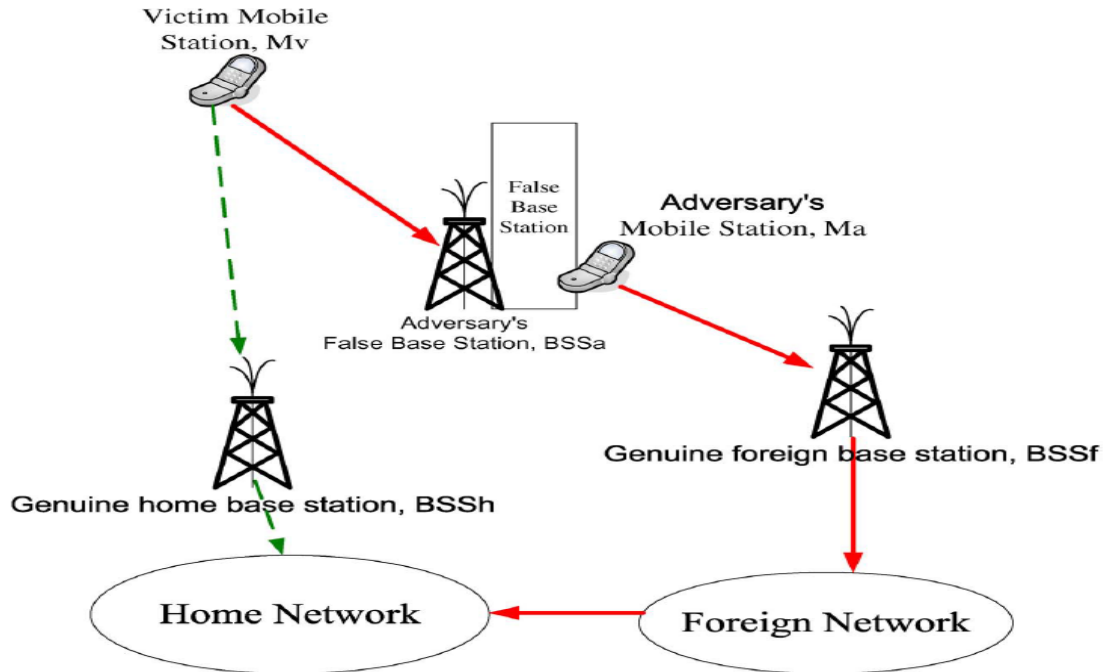 Victim Mobile
Station, Mv
False
Base
Station
Adversary's
Mobile Station, Ma
Adversary's
False Base Station, BSSa
Genuine foreign base station, BSSf
Genuine home base station, BSSh
Home Network
Foreign Network